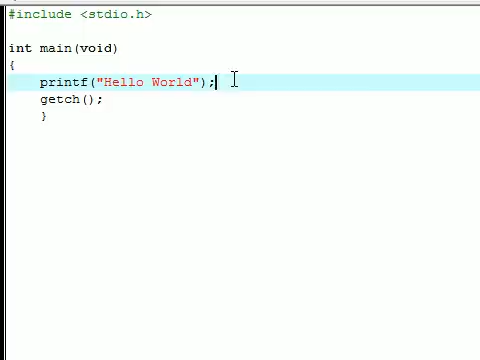 #include <stdio.h>
int main(void)
{
printf("Hello World");
getch();
}